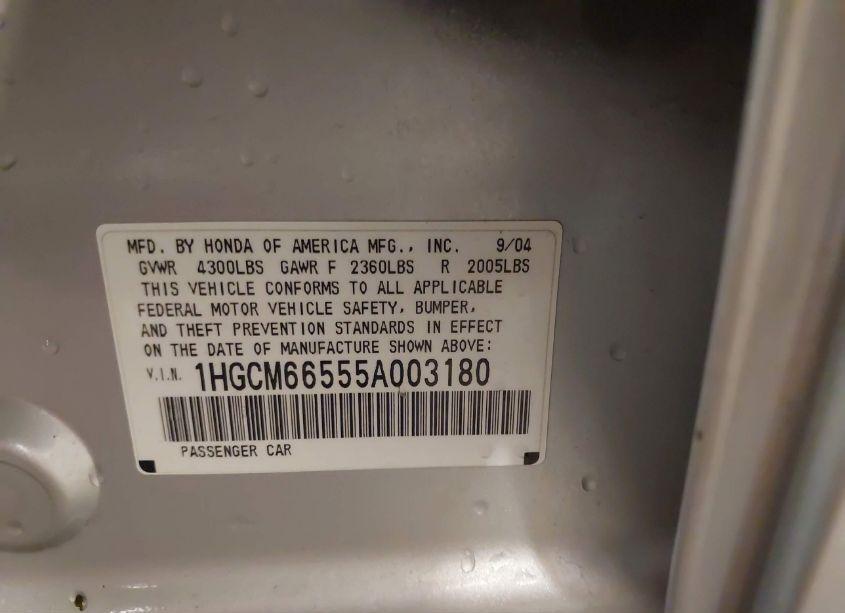 MFD. BY HONDA OF AMERICA MFG., INC. 9/04
GVWR 4300LBS GAWR F 2360LBS R 2005LBS
THIS VEHICLE CONFORMS TO ALL APPLICABLE
FEDERAL MOTOR VEHICLE SAFETY, BUMPER,
AND THEFT PREVENTION STANDARDS IN EFFECT
ON THE DATE OF MANUFACTURE SHOWN ABOVE:
V.I.N. 1HGCM66555A003180
PASSENGER CAR